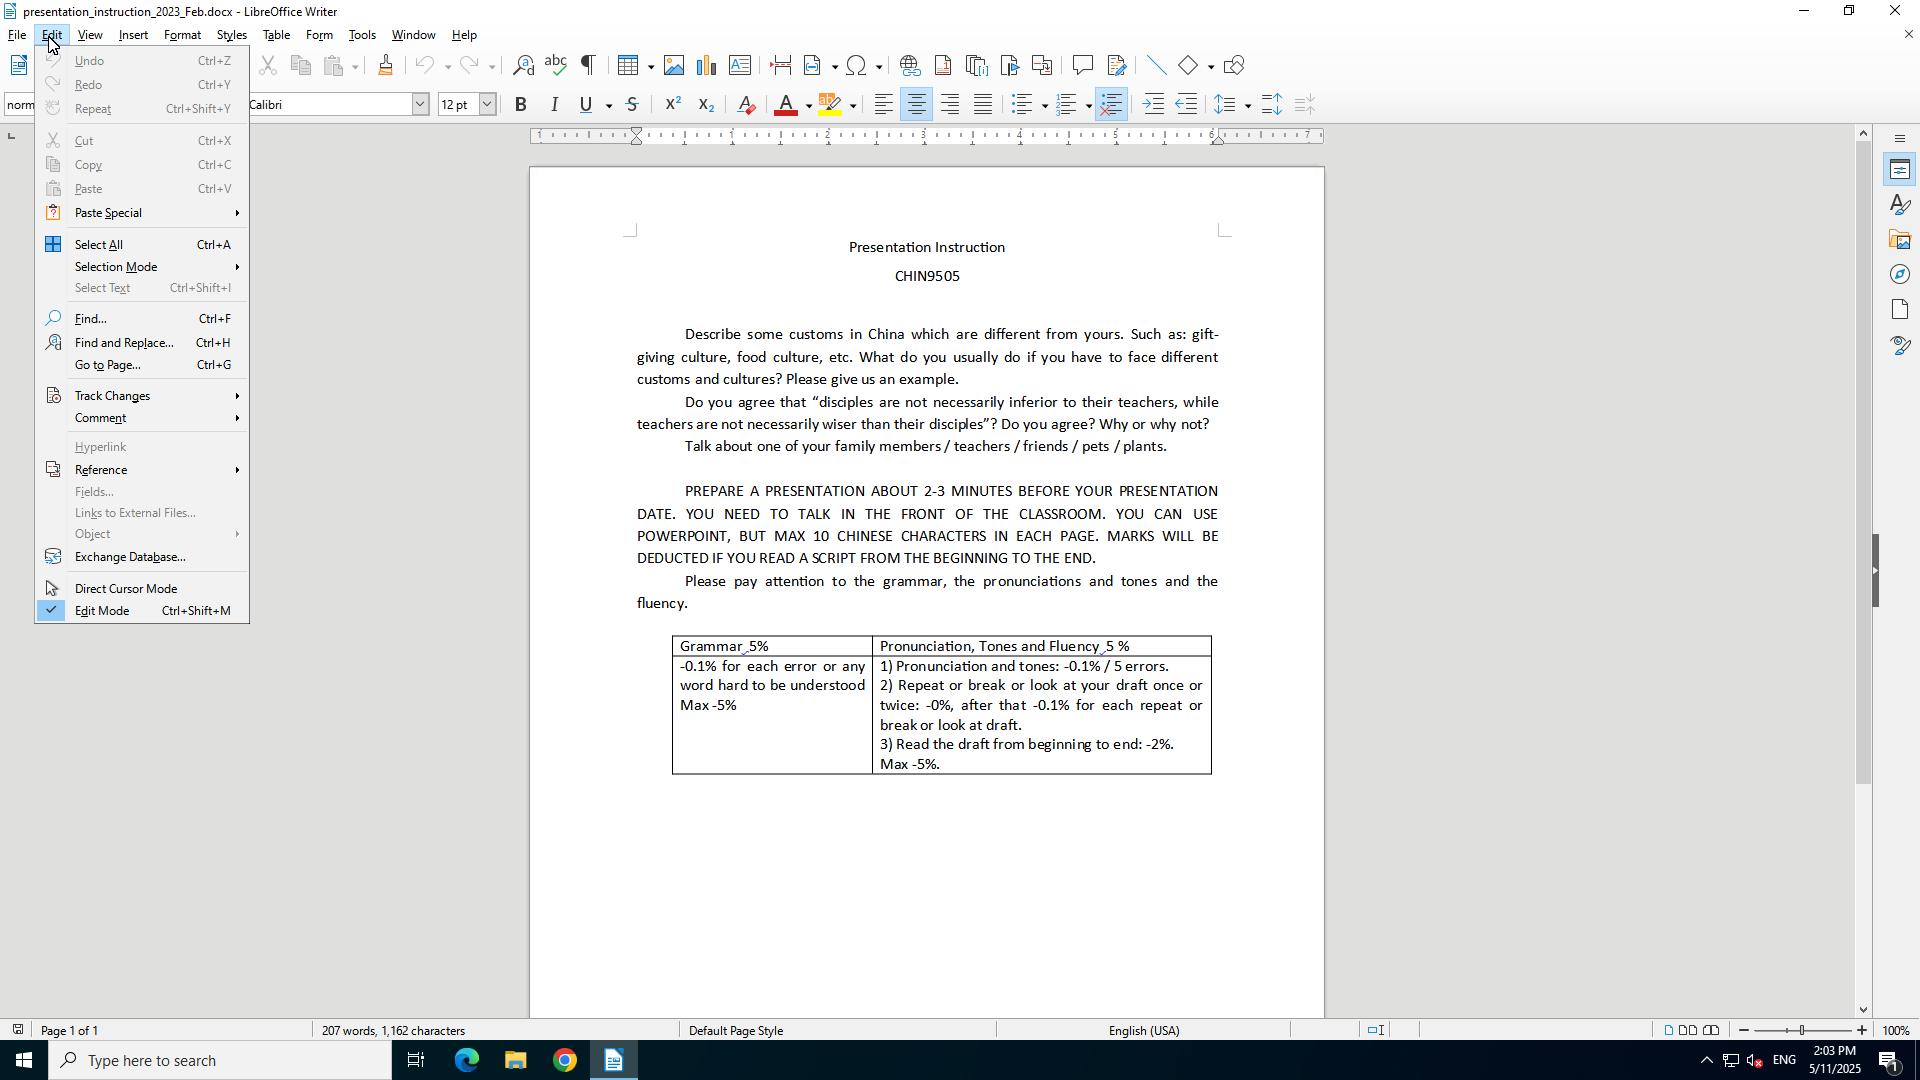 presentation_instruction_2023_Feb.docx - LibreOffice Writer
File Edit View Insert Format Styles Table Form Tools Window Help
norm
Calibri
12 pt
Undo Ctrl+Z
Redo Ctrl+Y
Repeat Ctrl+Shift+Y
Cut Ctrl+X
Copy Ctrl+C
Paste Ctrl+V
Paste Special
Select All Ctrl+A
Selection Mode
Select Text Ctrl+Shift+I
Find... Ctrl+F
Find and Replace... Ctrl+H
Go to Page... Ctrl+G
Track Changes
Comment
Hyperlink
Reference
Fields...
Links to External Files...
Object
Exchange Database...
Direct Cursor Mode
Edit Mode Ctrl+Shift+M
1 1 2 3 4 5 6 7
Presentation Instruction
CHIN9505
Describe some customs in China which are different from yours. Such as: gift-
giving culture, food culture, etc. What do you usually do if you have to face different
customs and cultures? Please give us an example.
Do you agree that “disciples are not necessarily inferior to their teachers, while
teachers are not necessarily wiser than their disciples”? Do you agree? Why or why not?
Talk about one of your family members / teachers / friends / pets / plants.
PREPARE A PRESENTATION ABOUT 2-3 MINUTES BEFORE YOUR PRESENTATION
DATE. YOU NEED TO TALK IN THE FRONT OF THE CLASSROOM. YOU CAN USE
POWERPOINT, BUT MAX 10 CHINESE CHARACTERS IN EACH PAGE. MARKS WILL BE
DEDUCTED IF YOU READ A SCRIPT FROM THE BEGINNING TO THE END.
Please pay attention to the grammar, the pronunciations and tones and the
fluency.
Grammar 5%
-0.1% for each error or any
word hard to be understood
Max -5%
Pronunciation, Tones and Fluency 5 %
1) Pronunciation and tones: -0.1% / 5 errors.
2) Repeat or break or look at your draft once or
twice: -0%, after that -0.1% for each repeat or
break or look at draft.
3) Read the draft from beginning to end: -2%.
Max -5%.
Page 1 of 1
207 words, 1,162 characters
Default Page Style
English (USA)
100%
Type here to search
ENG
2:03 PM
5/11/2025
1